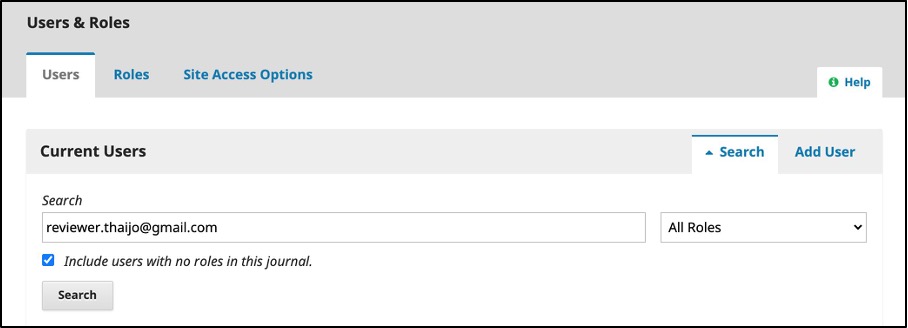 Users & Roles
Users Roles Site Access Options
Help
Current Users Search Add User
Search
reviewer.thaijo@gmail.com All Roles
Include users with no roles in this journal.
Search